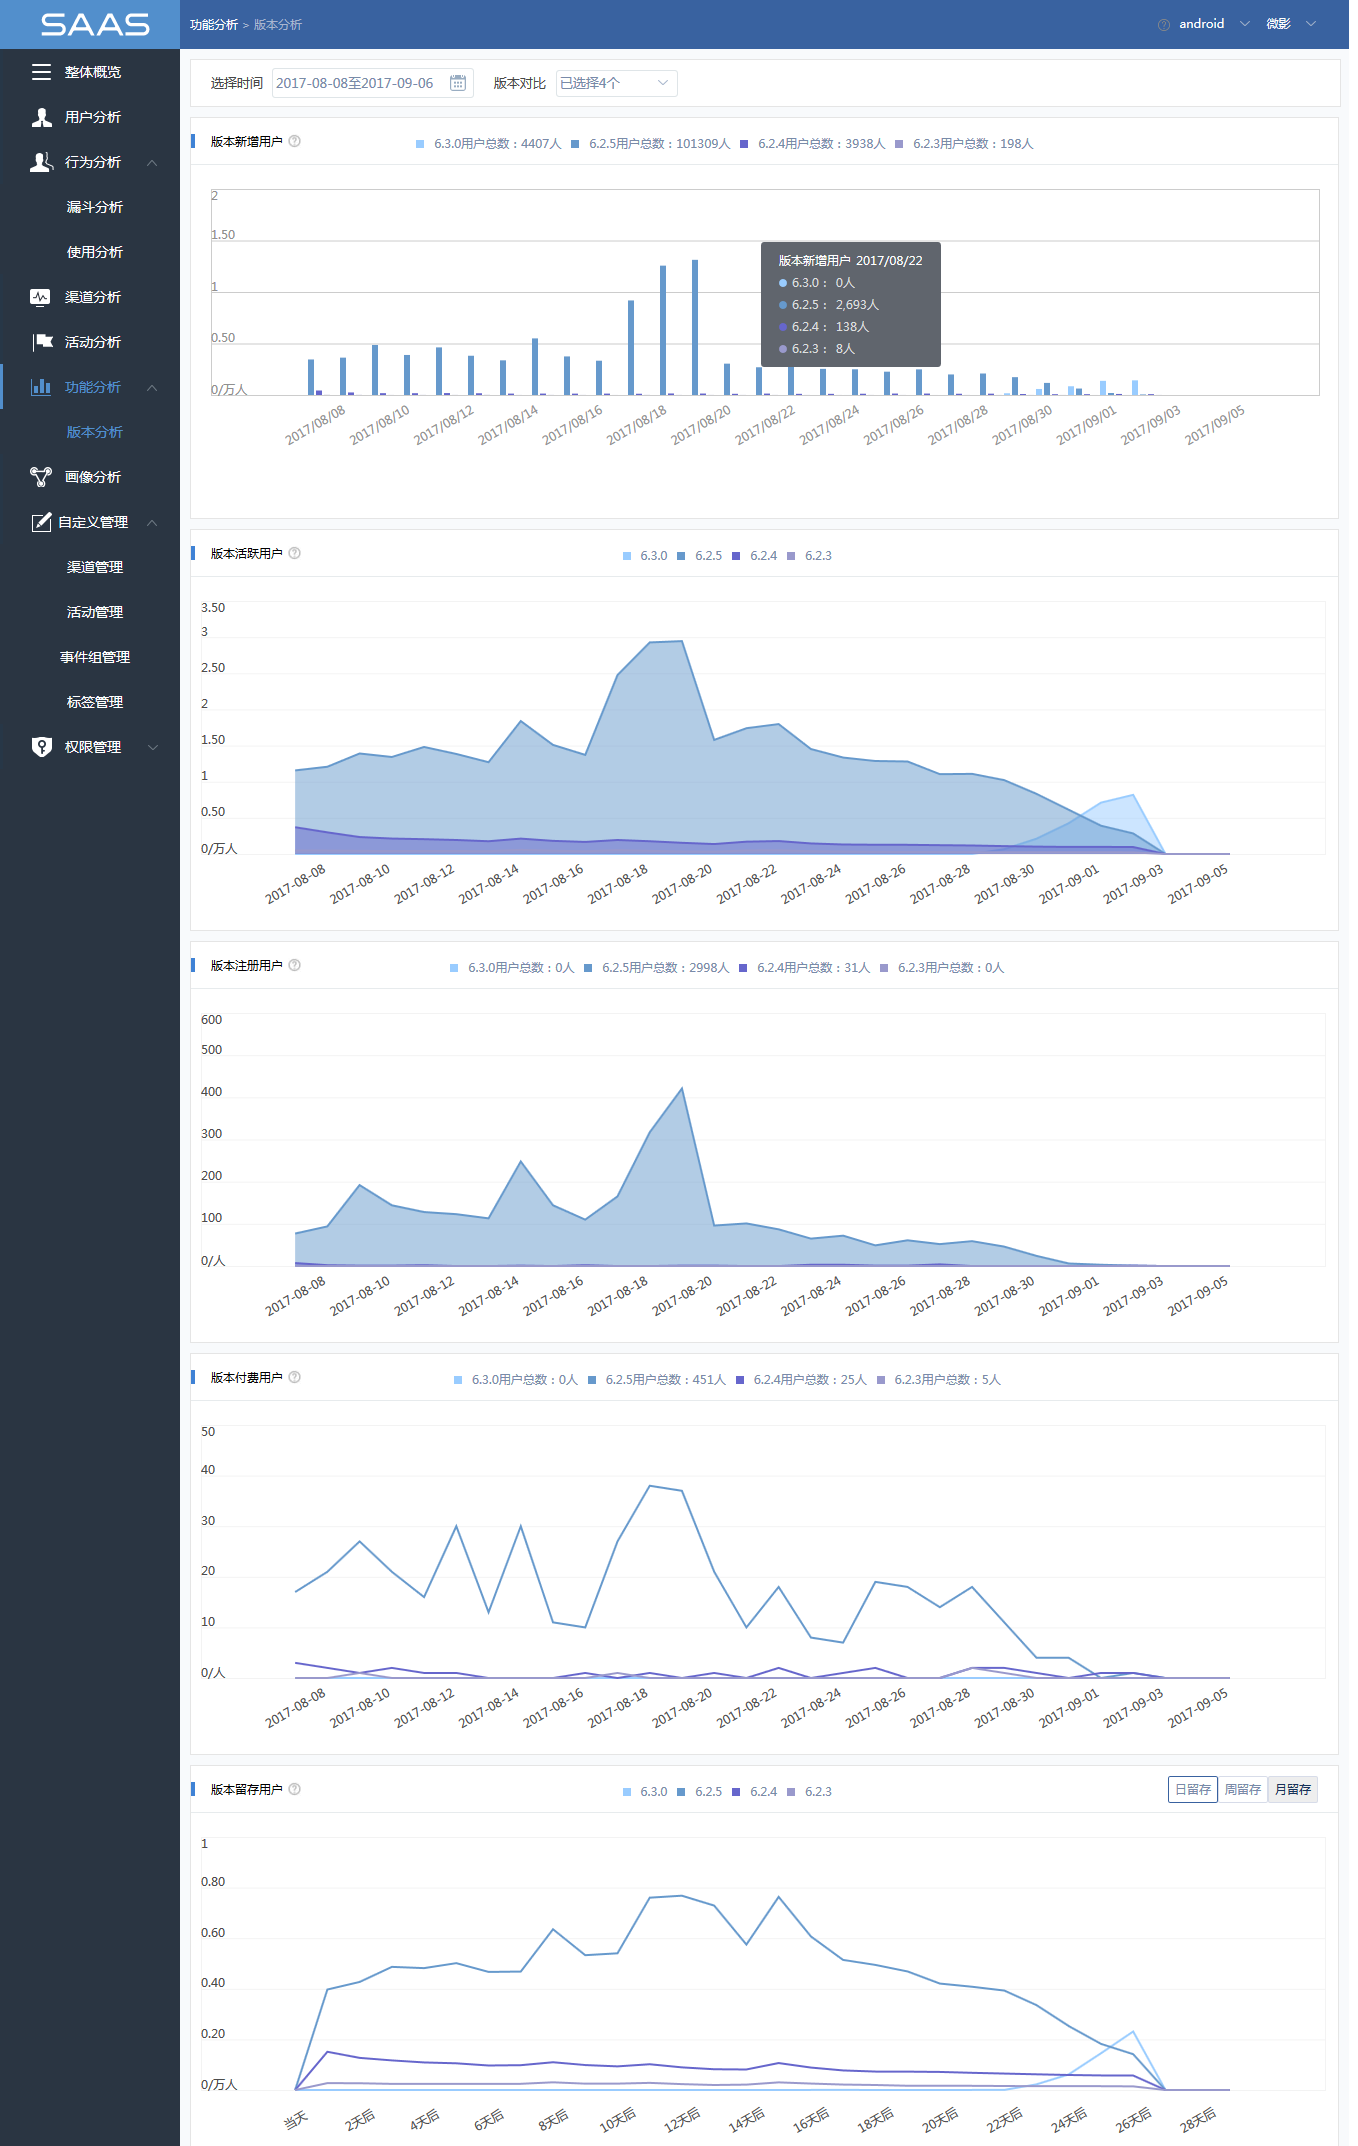 SAAS
功能分析 > 版本分析
android
微影
整体概览
用户分析
行为分析
漏斗分析
使用分析
渠道分析
活动分析
功能分析
版本分析
画像分析
自定义管理
渠道管理
活动管理
事件组管理
标签管理
权限管理
选择时间 2017-08-08至2017-09-06 版本对比 已选择4个
版本新增用户 ?
6.3.0用户总数：4407人 6.2.5用户总数：101309人 6.2.4用户总数：3938人 6.2.3用户总数：198人
2
1.50
1
0.50
0/万人
版本新增用户 2017/08/22
6.3.0： 0人
6.2.5： 2,693人
6.2.4： 138人
6.2.3： 8人
2017/08/08 2017/08/10 2017/08/12 2017/08/14 2017/08/16 2017/08/18 2017/08/20 2017/08/22 2017/08/24 2017/08/26 2017/08/28 2017/08/30 2017/09/01 2017/09/03 2017/09/05
版本活跃用户 ?
6.3.0 6.2.5 6.2.4 6.2.3
3.50
3
2.50
2
1.50
1
0.50
0/万人
2017-08-08 2017-08-10 2017-08-12 2017-08-14 2017-08-16 2017-08-18 2017-08-20 2017-08-22 2017-08-24 2017-08-26 2017-08-28 2017-08-30 2017-09-01 2017-09-03 2017-09-05
版本注册用户 ?
6.3.0用户总数：0人 6.2.5用户总数：2998人 6.2.4用户总数：31人 6.2.3用户总数：0人
600
500
400
300
200
100
0/人
2017-08-08 2017-08-10 2017-08-12 2017-08-14 2017-08-16 2017-08-18 2017-08-20 2017-08-22 2017-08-24 2017-08-26 2017-08-28 2017-08-30 2017-09-01 2017-09-03 2017-09-05
版本付费用户 ?
6.3.0用户总数：0人 6.2.5用户总数：451人 6.2.4用户总数：25人 6.2.3用户总数：5人
50
40
30
20
10
0/人
2017-08-08 2017-08-10 2017-08-12 2017-08-14 2017-08-16 2017-08-18 2017-08-20 2017-08-22 2017-08-24 2017-08-26 2017-08-28 2017-08-30 2017-09-01 2017-09-03 2017-09-05
版本留存用户 ?
6.3.0 6.2.5 6.2.4 6.2.3
日留存 周留存 月留存
1
0.80
0.60
0.40
0.20
0/万人
当天 2天后 4天后 6天后 8天后 10天后 12天后 14天后 16天后 18天后 20天后 22天后 24天后 26天后 28天后